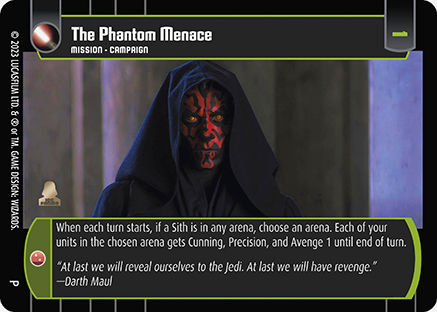 The Phantom Menace
MISSION • CAMPAIGN
© 2023 LUCASFILM LTD. & ® or TM. GAME DESIGN: WIZARDS.
When each turn starts, if a Sith is in any arena, choose an arena. Each of your
units in the chosen arena gets Cunning, Precision, and Avenge 1 until end of turn.
“At last we will reveal ourselves to the Jedi. At last we will have revenge.”
—Darth Maul
P